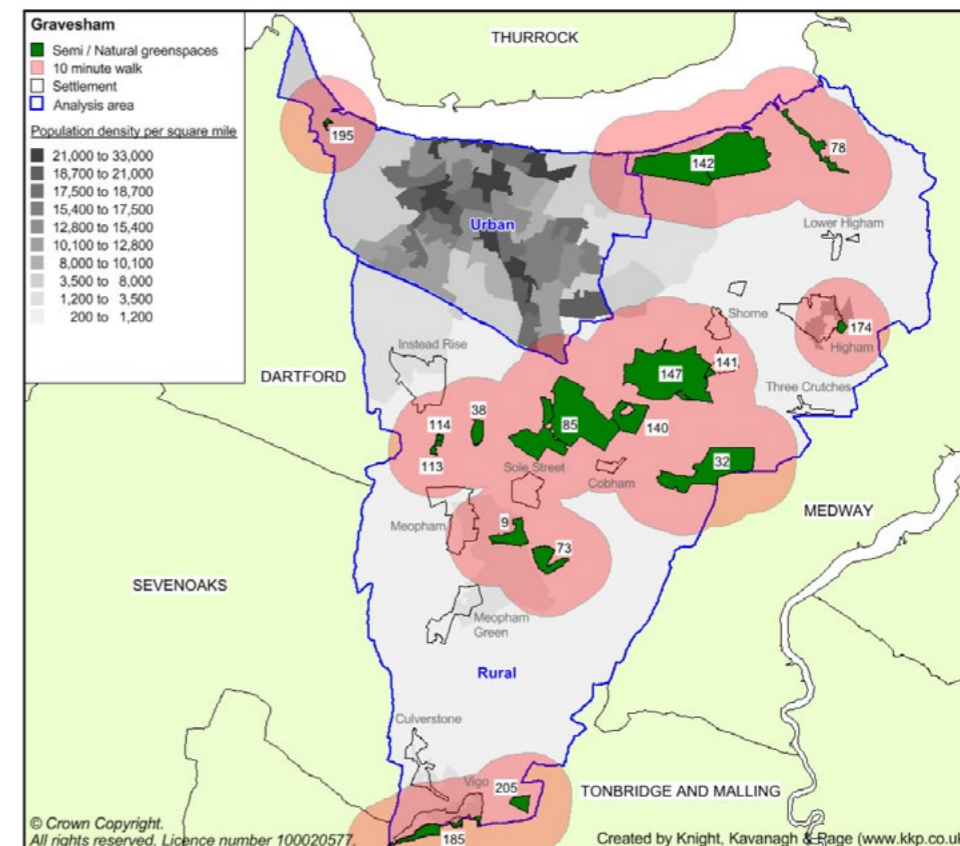 Gravesham
Semi / Natural greenspaces
10 minute walk
Settlement
Analysis area
Population density per square mile
21,000 to 33,000
18,700 to 21,000
17,500 to 18,700
15,400 to 17,500
12,800 to 15,400
10,100 to 12,800
8,000 to 10,100
3,500 to 8,000
1,200 to 3,500
200 to 1,200
THURROCK
195
142
78
Urban
Lower Higham
Shorne
174
Higham
Instead Rise
DARTFORD
147
141
Three Crutches
114
38
85
140
113
Sole Street
32
Cobham
Meopham
9
MEDWAY
73
SEVENOAKS
Meopham
Green
Rural
Culverstone
Vigo
205
TONBRIDGE AND MALLING
185
© Crown Copyright.
All rights reserved. Licence number 100020577.
Created by Knight, Kavanagh & Page (www.kkp.co.uk